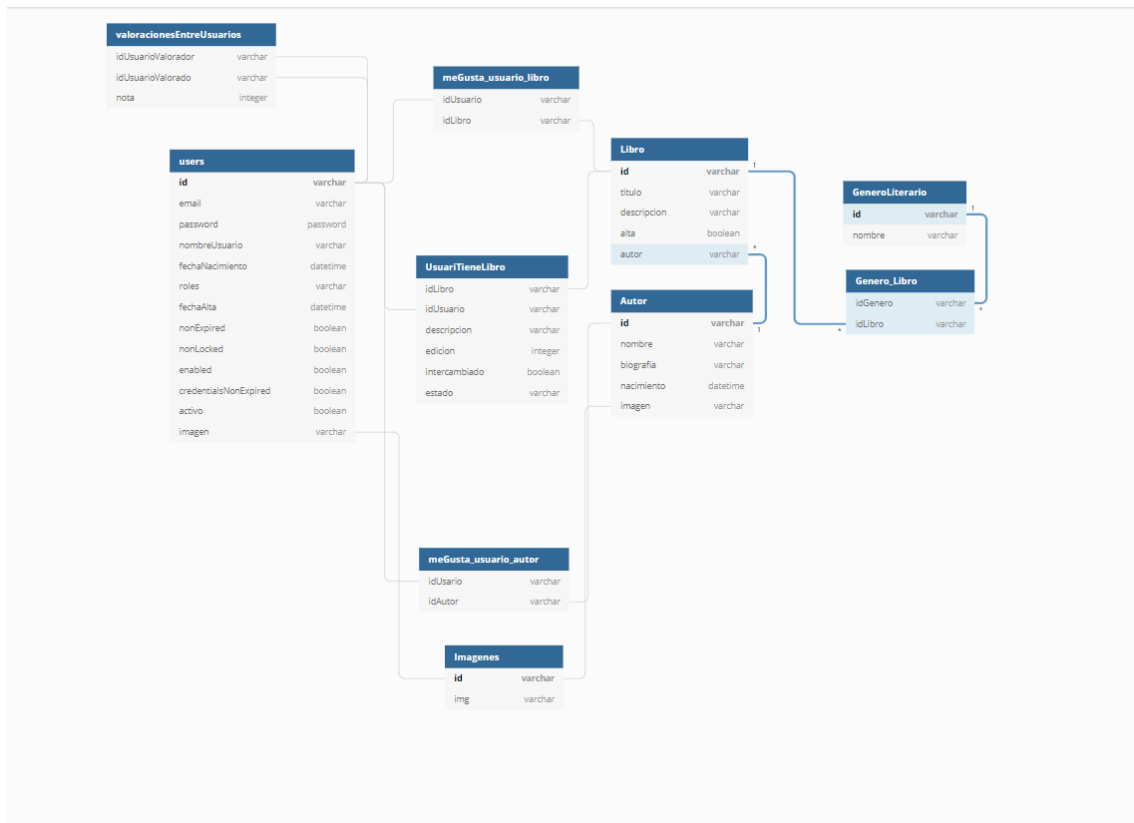 valoracionesEntreUsuarios
idUsuarioValorador varchar
idUsuarioValorado varchar
nota integer
users
id varchar
email varchar
password password
nombreUsuario varchar
fechaNacimiento datetime
roles varchar
fechaAlta datetime
nonExpired boolean
nonLocked boolean
enabled boolean
credentialsNonExpired boolean
activo boolean
imagen varchar
meGusta_usuario_libro
idUsuario varchar
idLibro varchar
UsuariTieneLibro
idLibro varchar
idUsuario varchar
descripcion varchar
edicion integer
intercambiado boolean
estado varchar
meGusta_usuario_autor
idUsario varchar
idAutor varchar
Imagenes
id varchar
img varchar
Libro
id varchar 1
titulo varchar
descripcion varchar
alta boolean
autor varchar *
Autor
id varchar 1
nombre varchar
biografia varchar
nacimiento datetime
imagen varchar
GeneroLiterario
id varchar 1
nombre varchar
Genero_Libro
idGenero varchar *
* idLibro varchar